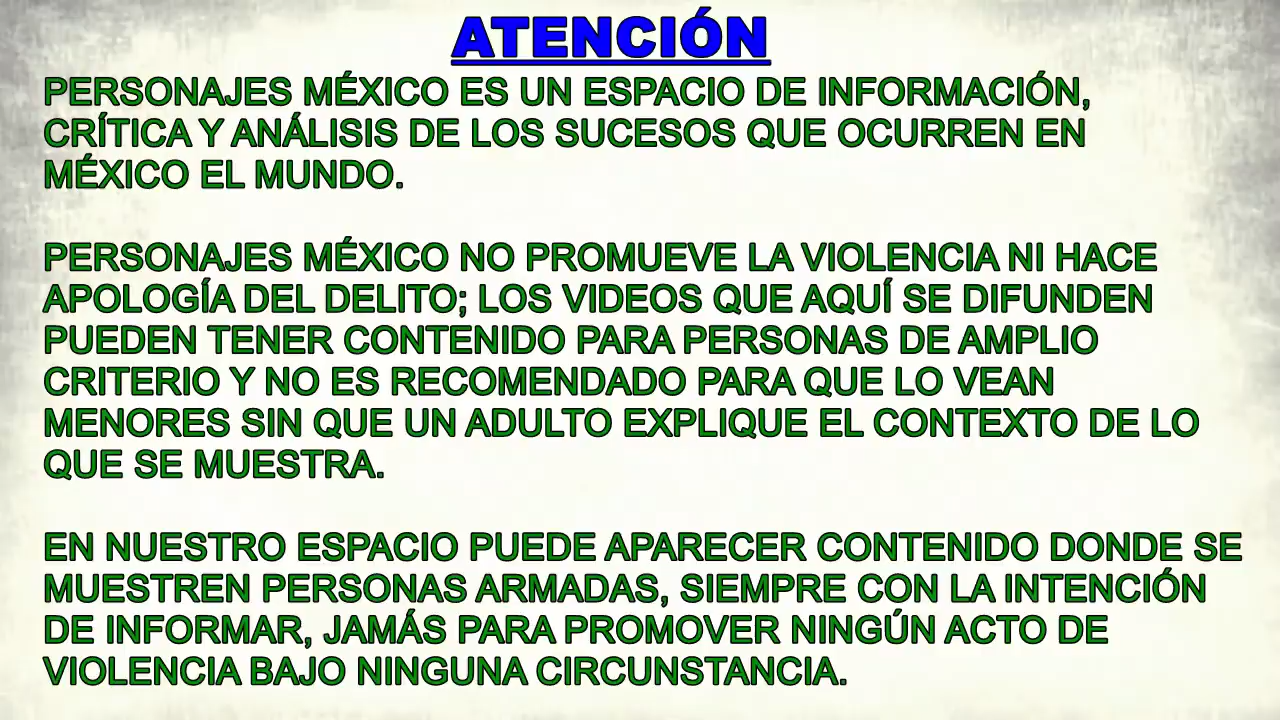 ATENCIÓN
PERSONAJES MÉXICO ES UN ESPACIO DE INFORMACIÓN,
CRÍTICA Y ANÁLISIS DE LOS SUCESOS QUE OCURREN EN
MÉXICO EL MUNDO.
PERSONAJES MÉXICO NO PROMUEVE LA VIOLENCIA NI HACE
APOLOGÍA DEL DELITO; LOS VIDEOS QUE AQUÍ SE DIFUNDEN
PUEDEN TENER CONTENIDO PARA PERSONAS DE AMPLIO
CRITERIO Y NO ES RECOMENDADO PARA QUE LO VEAN
MENORES SIN QUE UN ADULTO EXPLIQUE EL CONTEXTO DE LO
QUE SE MUESTRA.
EN NUESTRO ESPACIO PUEDE APARECER CONTENIDO DONDE SE
MUESTREN PERSONAS ARMADAS, SIEMPRE CON LA INTENCIÓN
DE INFORMAR, JAMÁS PARA PROMOVER NINGÚN ACTO DE
VIOLENCIA BAJO NINGUNA CIRCUNSTANCIA.